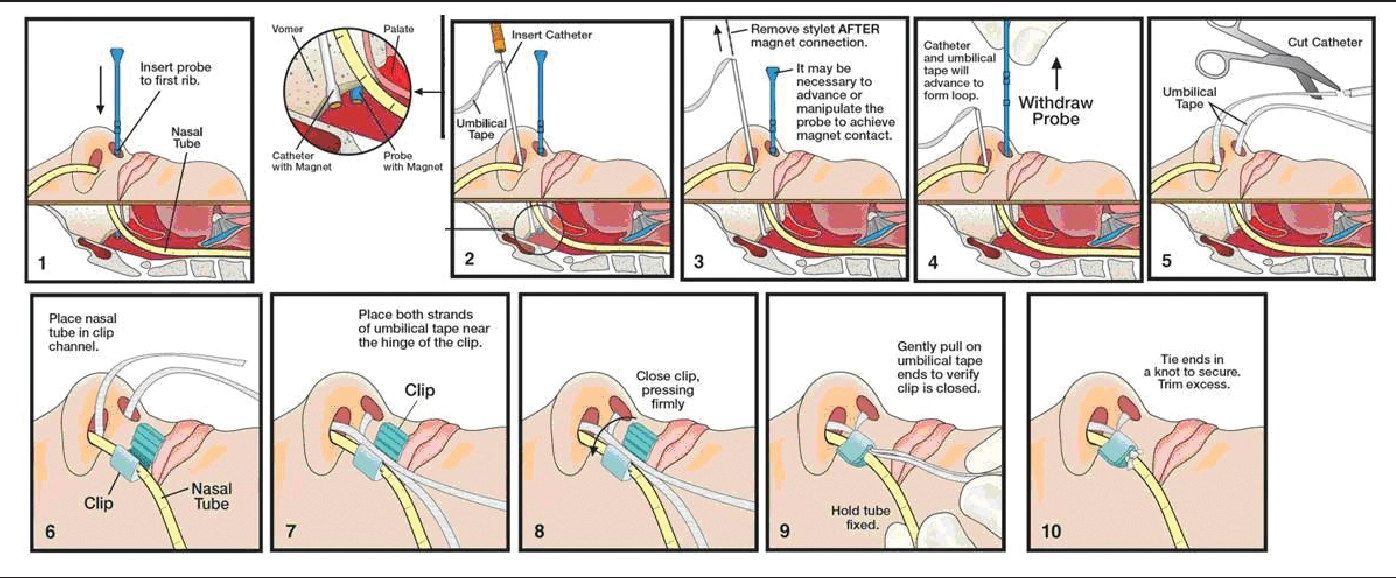 Insert probe
to first rib.
Nasal
Tube
1
Vomer
Palate
Catheter
with Magnet
Probe
with Magnet
Insert Catheter
Umbilical
Tape
2
Remove stylet AFTER
magnet connection.
It may be
necessary to
advance or
manipulate the
probe to achieve
magnet contact.
3
Catheter
and umbilical
tape will
advance to
form loop.
Withdraw
Probe
4
Cut Catheter
Umbilical
Tape
5
Place nasal
tube in clip
channel.
Clip
Nasal
Tube
6
Place both strands
of umbilical tape near
the hinge of the clip.
Clip
7
Close clip,
pressing
firmly
8
Gently pull on
umbilical tape
ends to verify
clip is closed.
Hold tube
fixed.
9
Tie ends in
a knot to secure.
Trim excess.
10